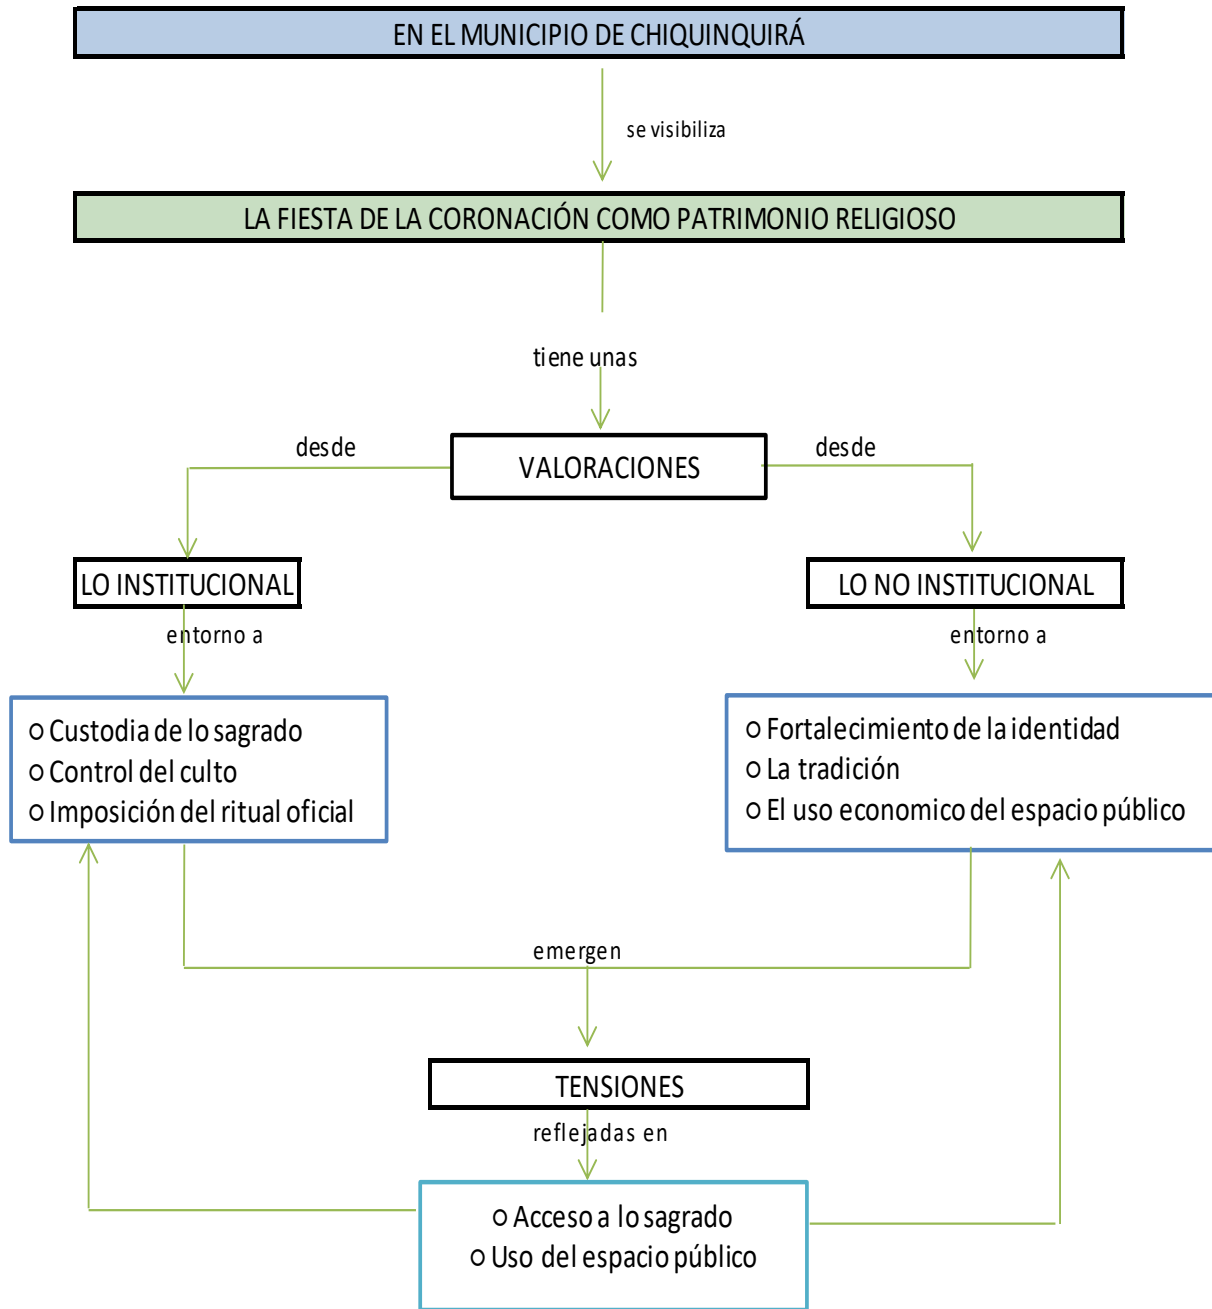 EN EL MUNICIPIO DE CHIQUINQUIRÁ
se visibiliza
LA FIESTA DE LA CORONACIÓN COMO PATRIMONIO RELIGIOSO
tiene unas
desde
VALORACIONES
desde
LO INSTITUCIONAL
LO NO INSTITUCIONAL
entorno a
entorno a
○ Custodia de lo sagrado
○ Control del culto
○ Imposición del ritual oficial
○ Fortalecimiento de la identidad
○ La tradición
○ El uso economico del espacio público
emergen
TENSIONES
reflejadas en
○ Acceso a lo sagrado
○ Uso del espacio público